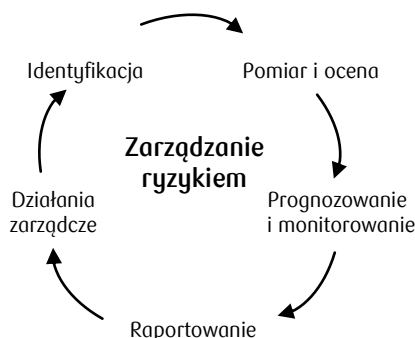 Identyfikacja
Pomiar i ocena
Zarządzanie
ryzykiem
Działania
zarządcze
Prognozowanie
i monitorowanie
Raportowanie